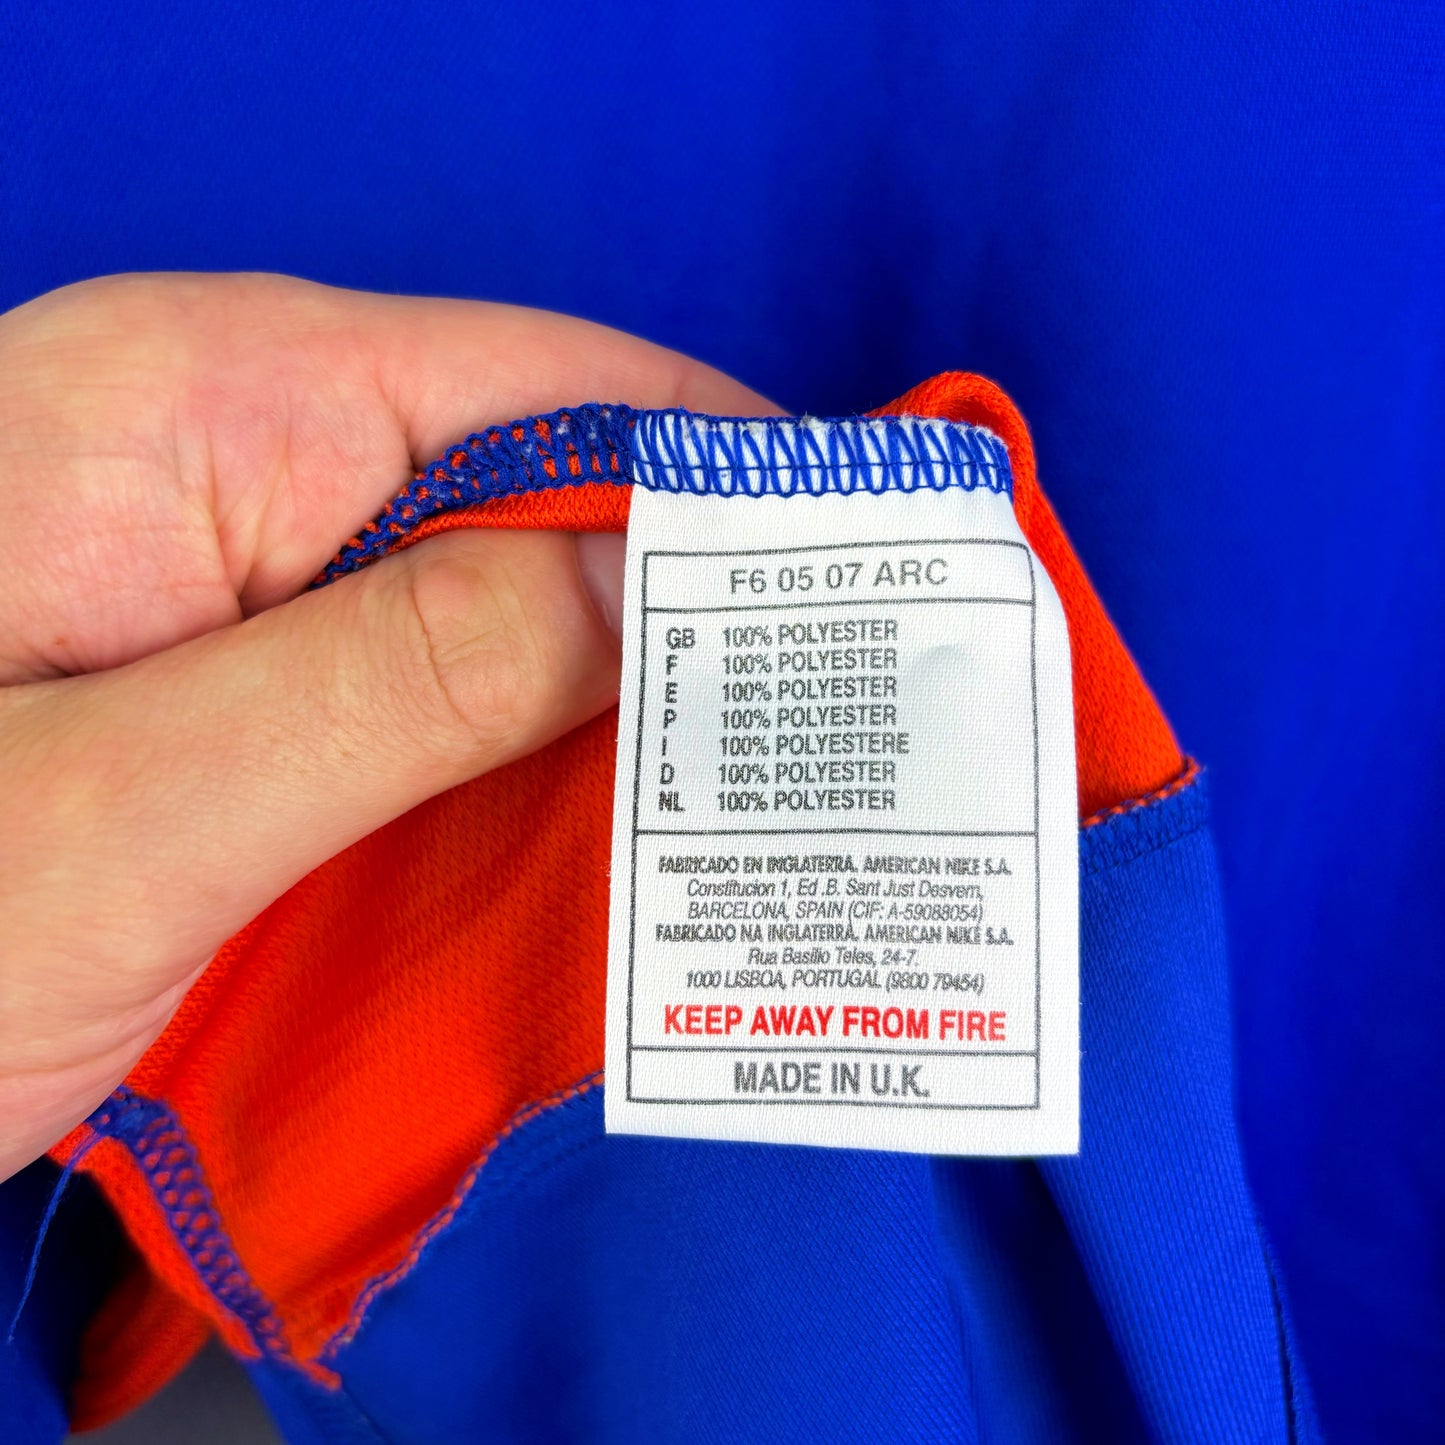 F6 05 07 ARC
GB 100% POLYESTER
F 100% POLYESTER
E 100% POLYESTER
P 100% POLYESTER
I 100% POLYESTERE
D 100% POLYESTER
NL 100% POLYESTER
FABRICADO EN INGLATERRA. AMERICAN NIKE S.A.
Constitucion 1, Ed .B. Sant Just Desvern,
BARCELONA, SPAIN (CIF: A-59088054)
FABRICADO NA INGLATERRA. AMERICAN NIKE S.A.
Rua Basilio Teles, 24-7.
1000 LISBOA, PORTUGAL (9800 79454)
KEEP AWAY FROM FIRE
MADE IN U.K.